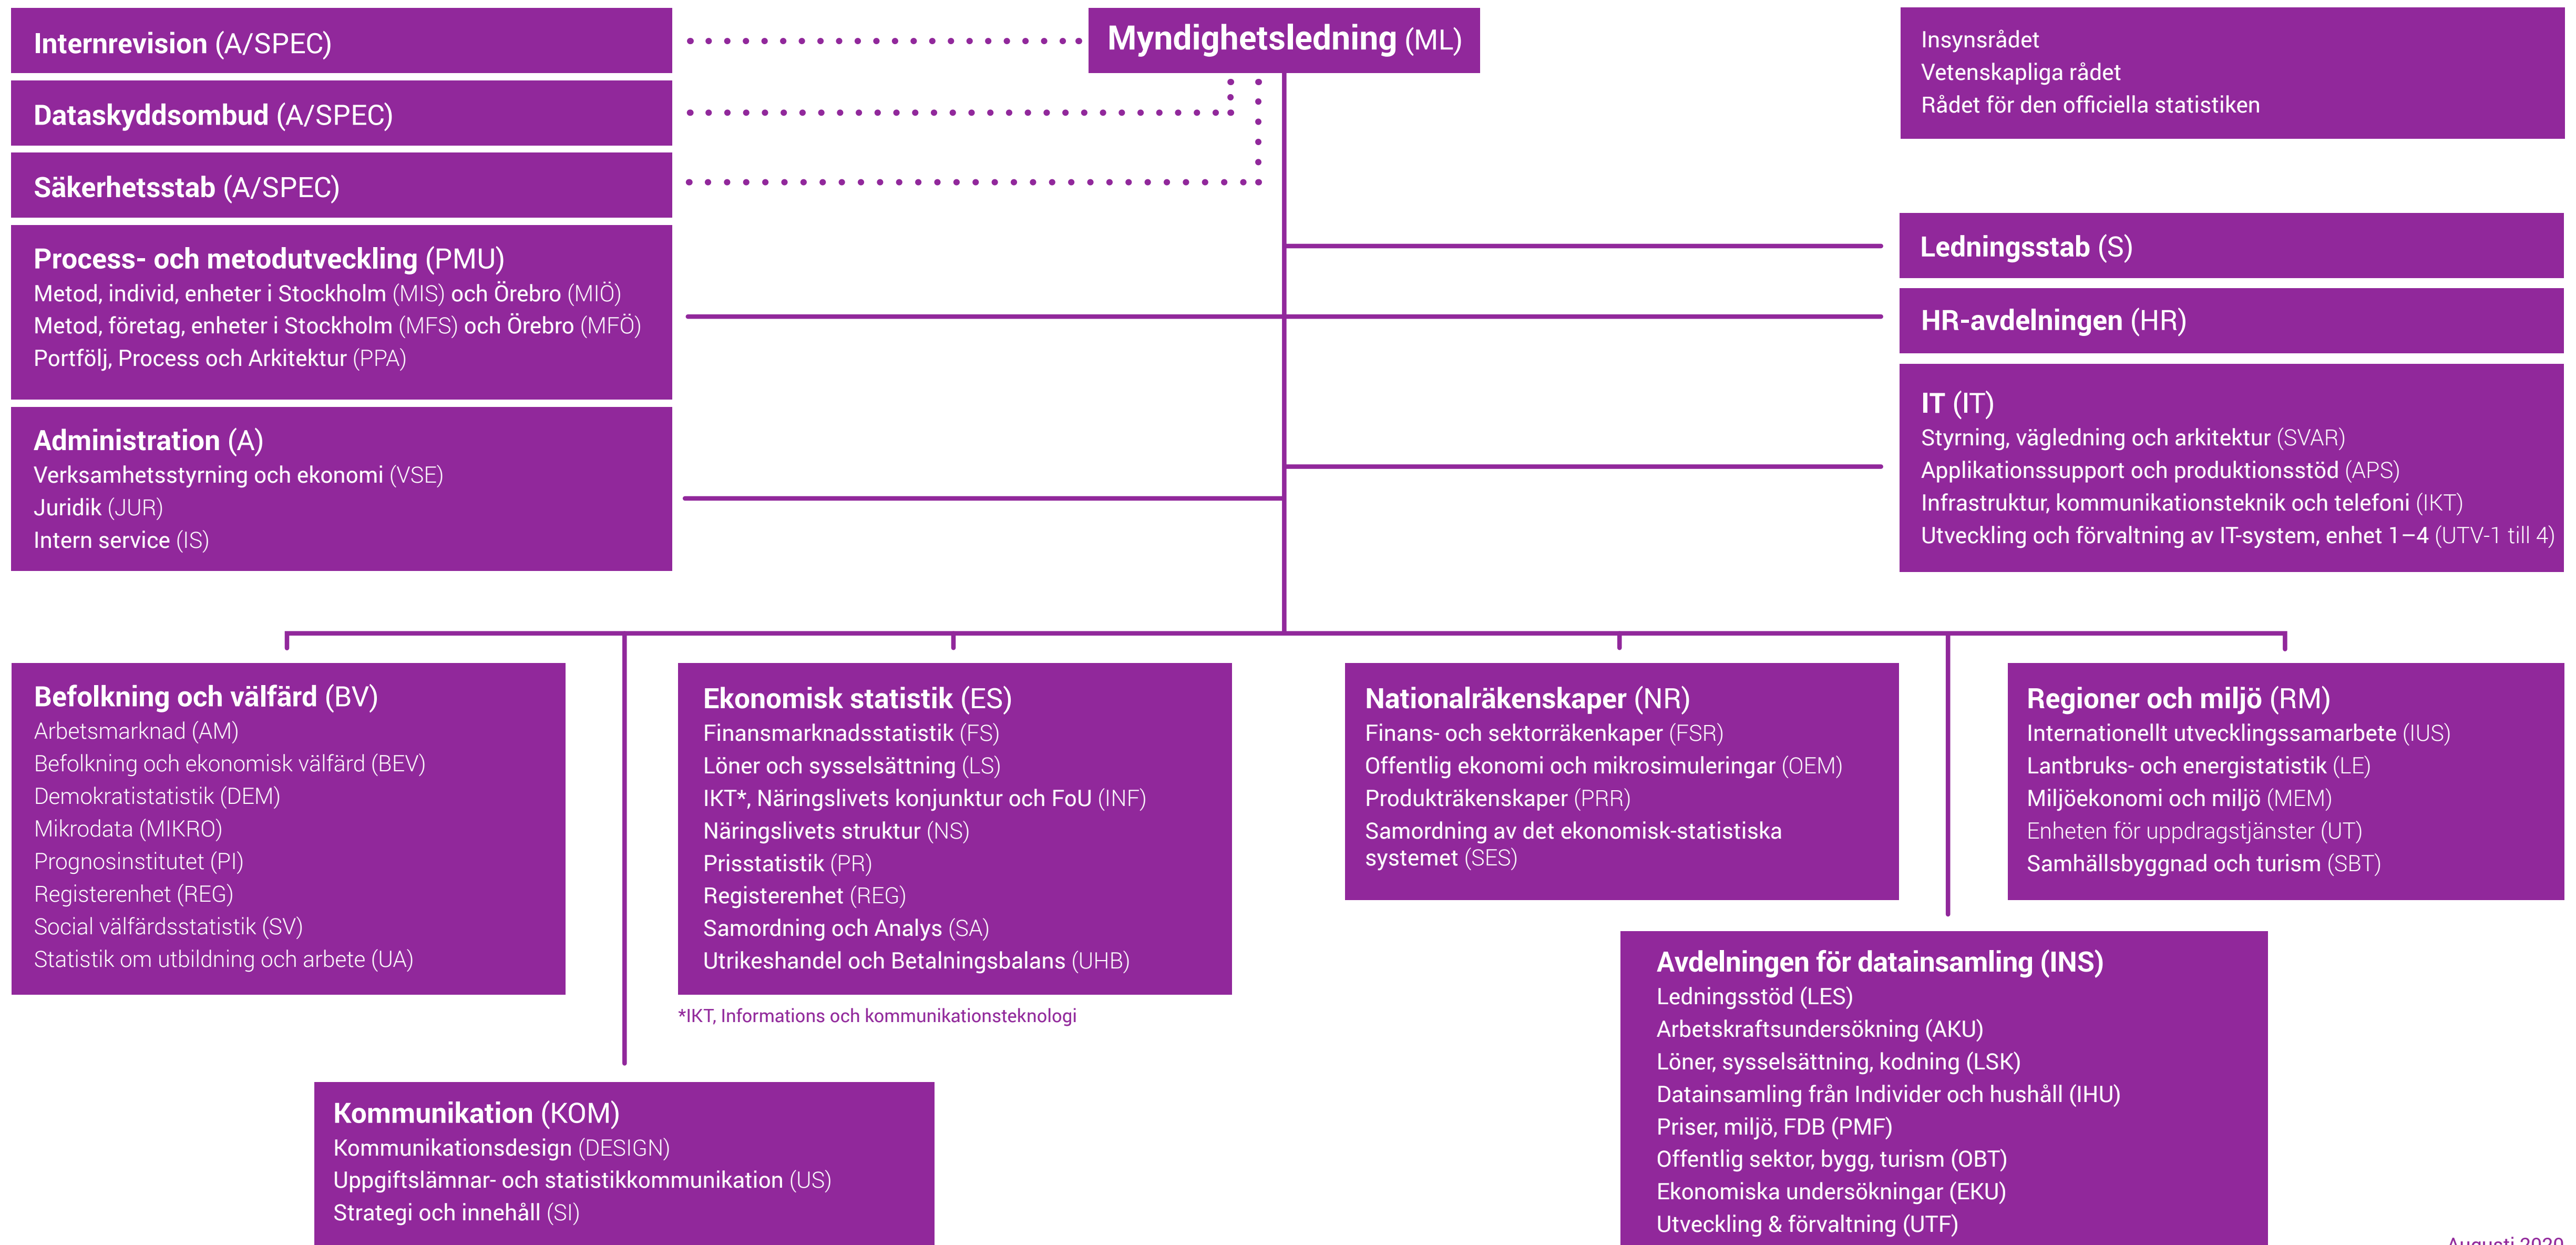 Internrevision (A/SPEC)
Dataskyddsombud (A/SPEC)
Säkerhetsstab (A/SPEC)
Process- och metodutveckling (PMU)
Metod, individ, enheter i Stockholm (MIS) och Örebro (MIÖ)
Metod, företag, enheter i Stockholm (MFS) och Örebro (MFÖ)
Portfölj, Process och Arkitektur (PPA)
Administration (A)
Verksamhetsstyrning och ekonomi (VSE)
Juridik (JUR)
Intern service (IS)
Myndighetsledning (ML)
Insynsrådet
Vetenskapliga rådet
Rådet för den officiella statistiken
Ledningsstab (S)
HR-avdelningen (HR)
IT (IT)
Styrning, vägledning och arkitektur (SVAR)
Applikationssupport och produktionsstöd (APS)
Infrastruktur, kommunikationsteknik och telefoni (IKT)
Utveckling och förvaltning av IT-system, enhet 1–4 (UTV-1 till 4)
Befolkning och välfärd (BV)
Arbetsmarknad (AM)
Befolkning och ekonomisk välfärd (BEV)
Demokratistatistik (DEM)
Mikrodata (MIKRO)
Prognosinstitutet (PI)
Registerenhet (REG)
Social välfärdsstatistik (SV)
Statistik om utbildning och arbete (UA)
Ekonomisk statistik (ES)
Finansmarknadsstatistik (FS)
Löner och sysselsättning (LS)
IKT*, Näringslivets konjunktur och FoU (INF)
Näringslivets struktur (NS)
Prisstatistik (PR)
Registerenhet (REG)
Samordning och Analys (SA)
Utrikeshandel och Betalningsbalans (UHB)
*IKT, Informations och kommunikationsteknologi
Nationalräkenskaper (NR)
Finans- och sektorräkenkaper (FSR)
Offentlig ekonomi och mikrosimuleringar (OEM)
Produkträkenskaper (PRR)
Samordning av det ekonomisk-statistiska
systemet (SES)
Regioner och miljö (RM)
Internationellt utvecklingssamarbete (IUS)
Lantbruks- och energistatistik (LE)
Miljöekonomi och miljö (MEM)
Enheten för uppdragstjänster (UT)
Samhällsbyggnad och turism (SBT)
Kommunikation (KOM)
Kommunikationsdesign (DESIGN)
Uppgiftslämnar- och statistikkommunikation (US)
Strategi och innehåll (SI)
Avdelningen för datainsamling (INS)
Ledningsstöd (LES)
Arbetskraftsundersökning (AKU)
Löner, sysselsättning, kodning (LSK)
Datainsamling från Individer och hushåll (IHU)
Priser, miljö, FDB (PMF)
Offentlig sektor, bygg, turism (OBT)
Ekonomiska undersökningar (EKU)
Utveckling & förvaltning (UTF)
Augusti 2020